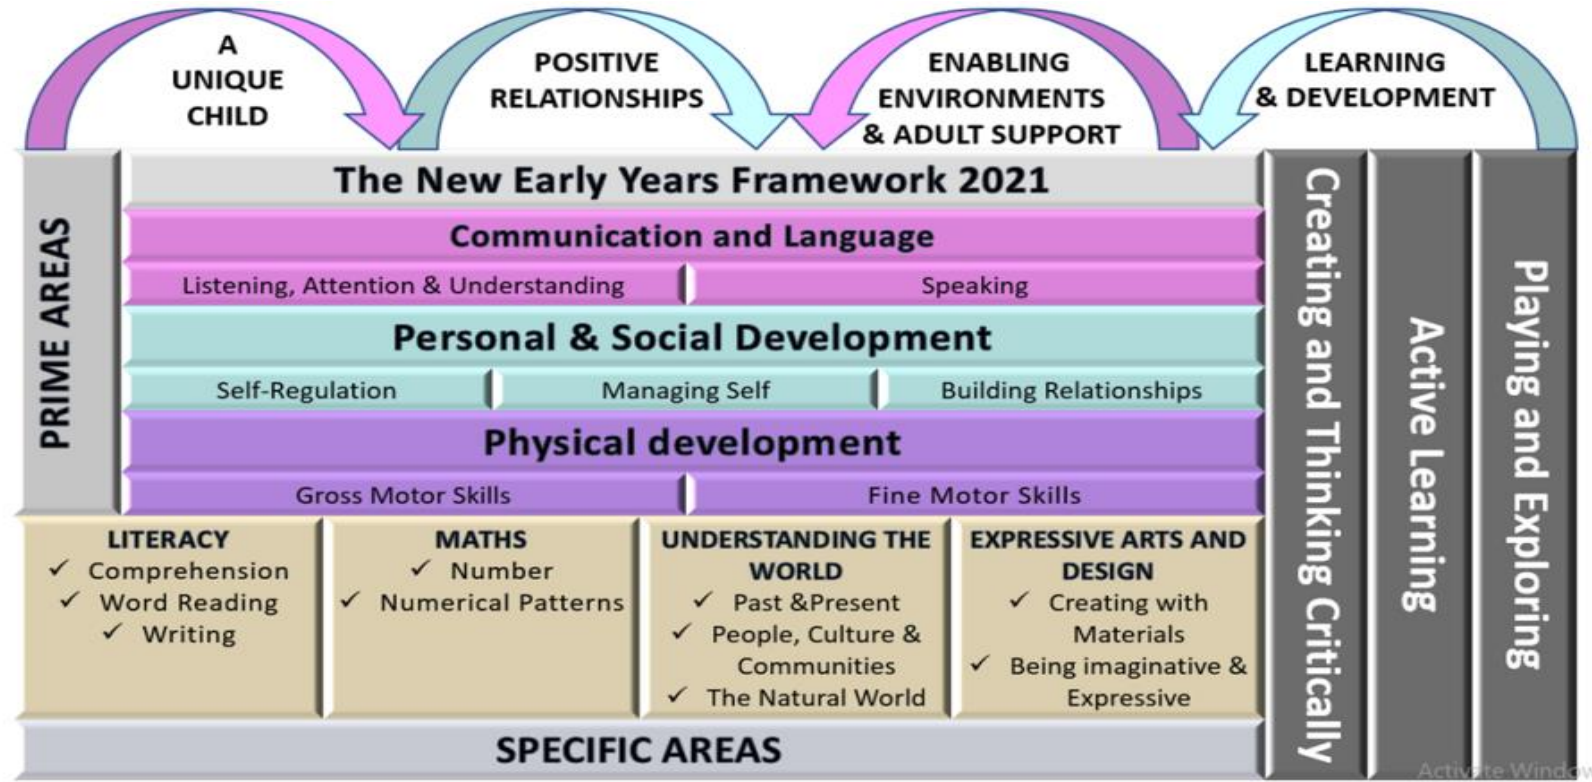 A
UNIQUE
CHILD
POSITIVE
RELATIONSHIPS
ENABLING
ENVIRONMENTS
& ADULT SUPPORT
LEARNING
& DEVELOPMENT
PRIME AREAS
The New Early Years Framework 2021
Communication and Language
Listening, Attention & Understanding
Speaking
Personal & Social Development
Self-Regulation
Managing Self
Building Relationships
Physical development
Gross Motor Skills
Fine Motor Skills
LITERACY
✓ Comprehension
✓ Word Reading
✓ Writing
MATHS
✓ Number
✓ Numerical Patterns
UNDERSTANDING THE
WORLD
✓ Past &Present
✓ People, Culture &
Communities
✓ The Natural World
EXPRESSIVE ARTS AND
DESIGN
✓ Creating with
Materials
✓ Being imaginative &
Expressive
SPECIFIC AREAS
Creating and Thinking Critically
Active Learning
Playing and Exploring
Activate Window